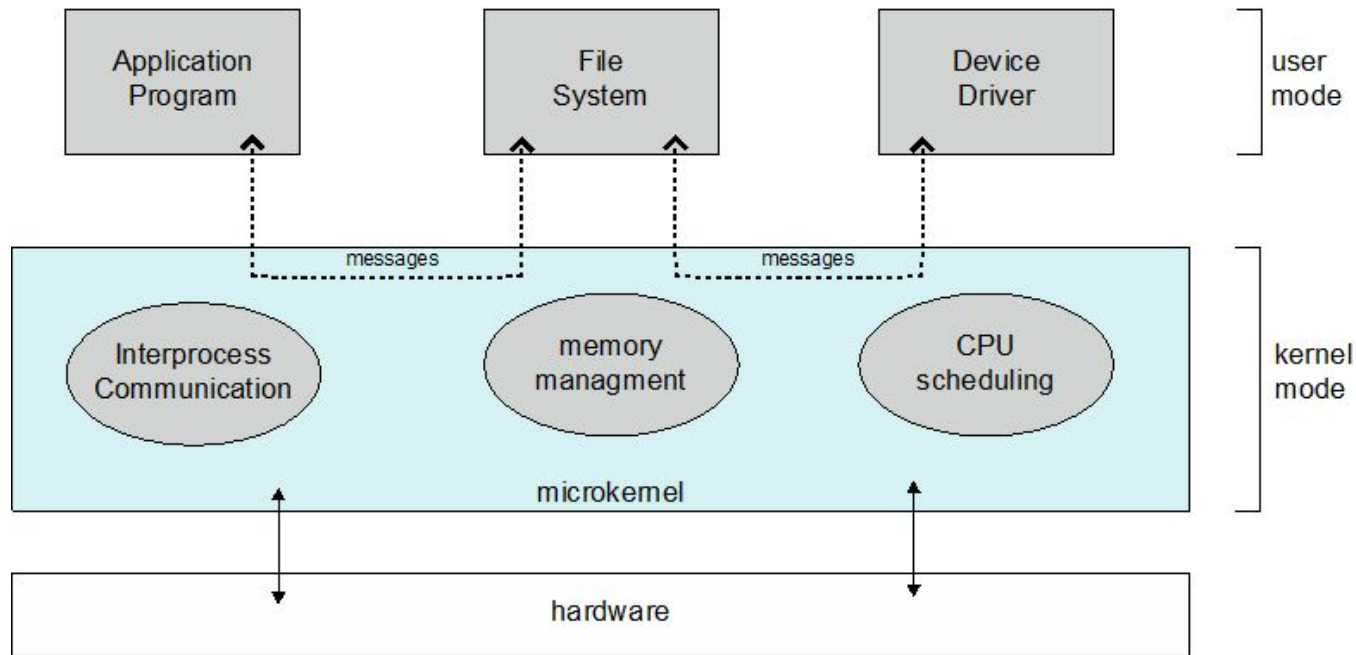 Application
Program
File
System
Device
Driver
user
mode
messages
messages
Interprocess
Communication
memory
managment
CPU
scheduling
kernel
mode
microkernel
hardware